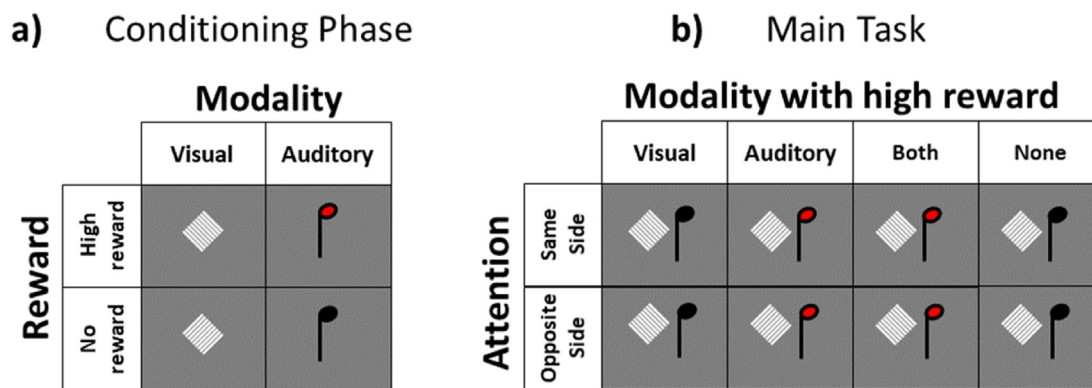 a) Conditioning Phase
Modality
Visual Auditory
Reward
High
reward
No
reward
b) Main Task
Modality with high reward
Visual Auditory Both None
Attention
Same
Side
Opposite
Side